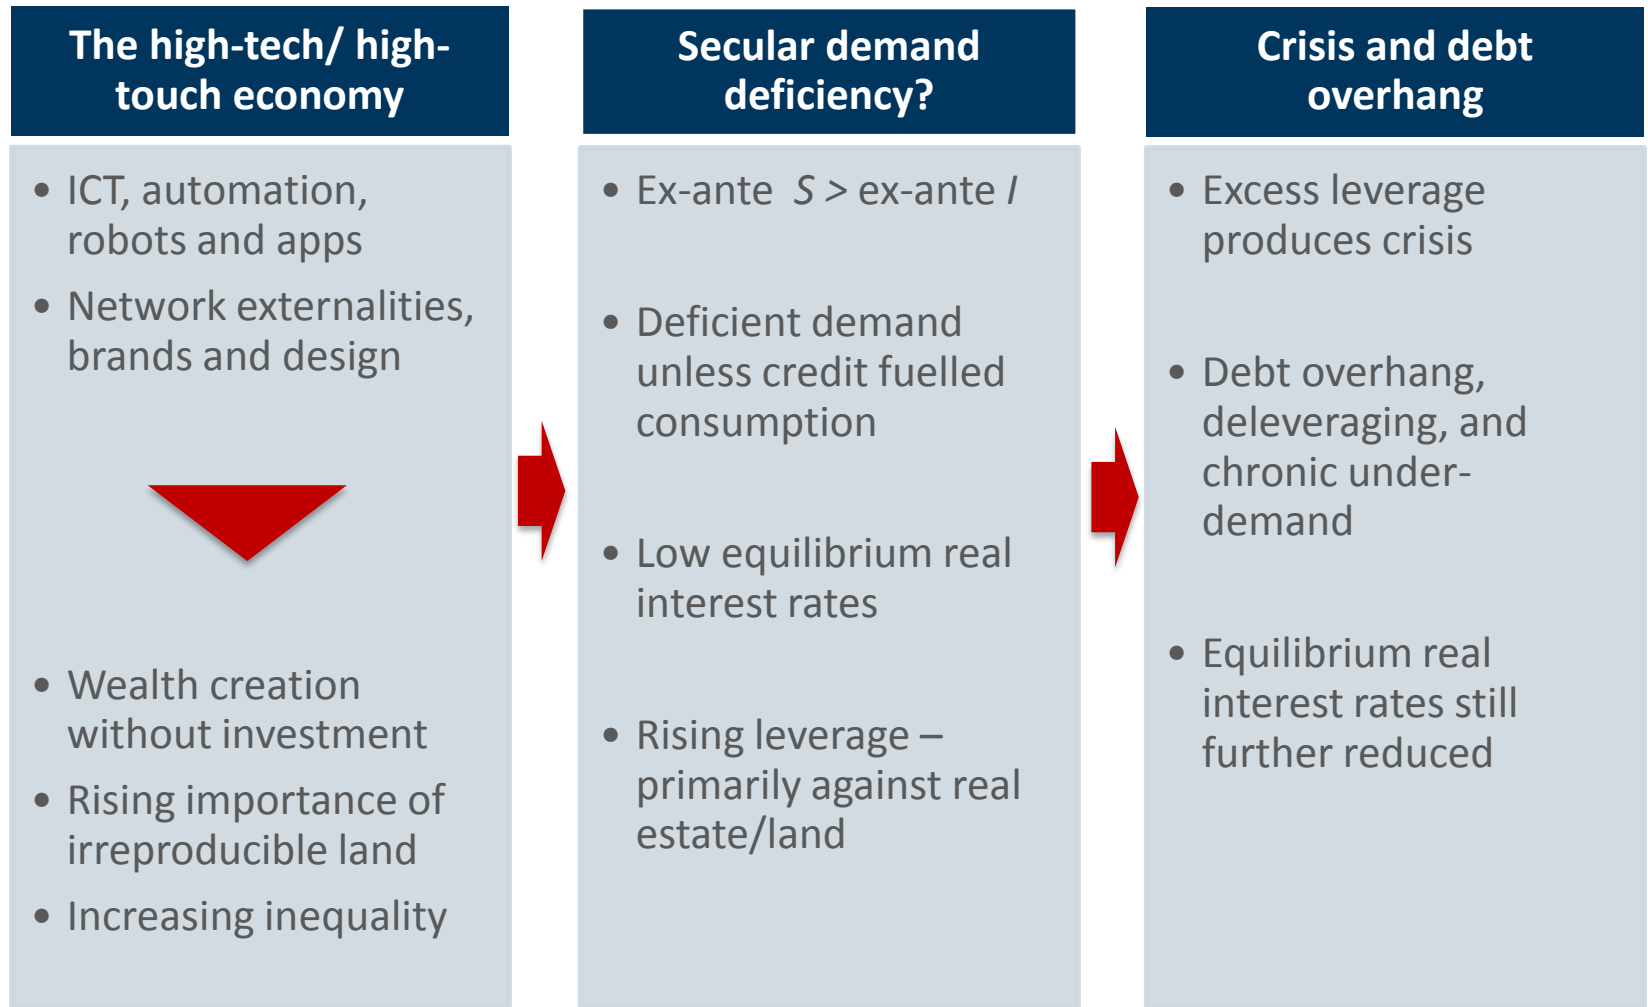 The high-tech/ high-
touch economy
• ICT, automation,
robots and apps
• Network externalities,
brands and design
• Wealth creation
without investment
• Rising importance of
irreproducible land
• Increasing inequality
Secular demand
deficiency?
• Ex-ante S > ex-ante I
• Deficient demand
unless credit fuelled
consumption
• Low equilibrium real
interest rates
• Rising leverage –
primarily against real
estate/land
Crisis and debt
overhang
• Excess leverage
produces crisis
• Debt overhang,
deleveraging, and
chronic under-
demand
• Equilibrium real
interest rates still
further reduced